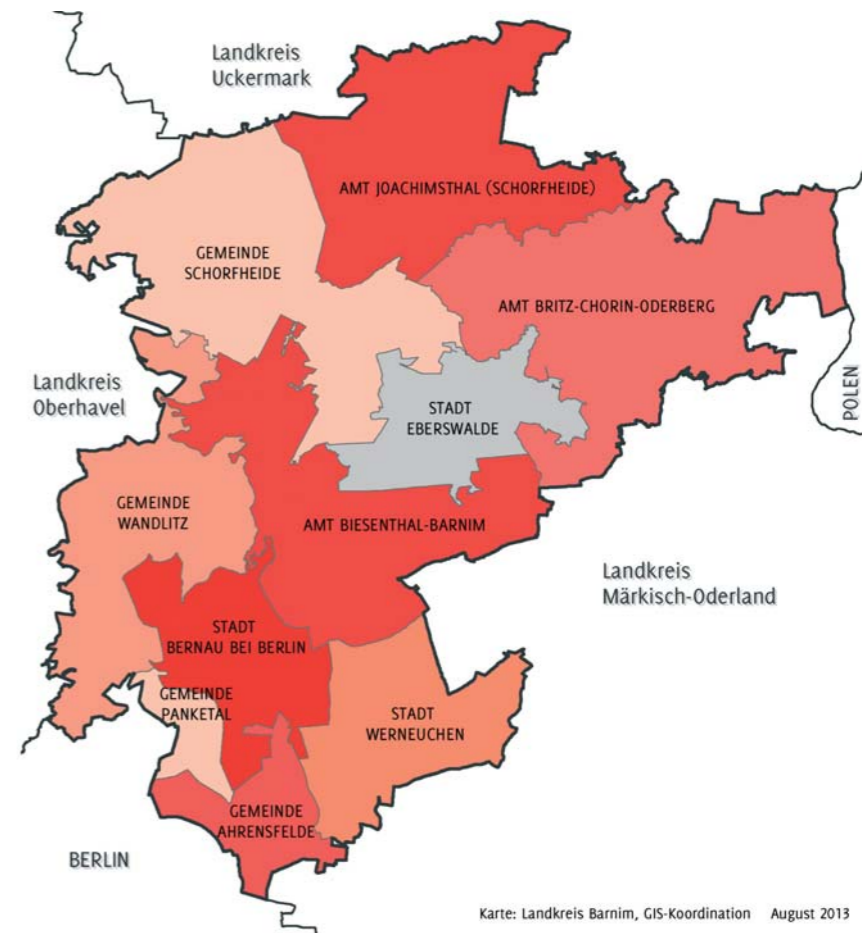 Landkreis
Uckermark
AMT JOACHIMSTHAL (SCHORFHEIDE)
GEMEINDE
SCHORFHEIDE
AMT BRITZ-CHORIN-ODERBERG
Landkreis
Oberhavel
POLEN
STADT
EBERSWALDE
GEMEINDE
WANDLITZ
AMT BIESENTHAL-BARNIM
Landkreis
Märkisch-Oderland
STADT
BERNAU BEI BERLIN
GEMEINDE
PANKETAL
STADT
WERNEUCHEN
GEMEINDE
AHRENSFELDE
BERLIN
Karte: Landkreis Barnim, GIS-Koordination August 2013